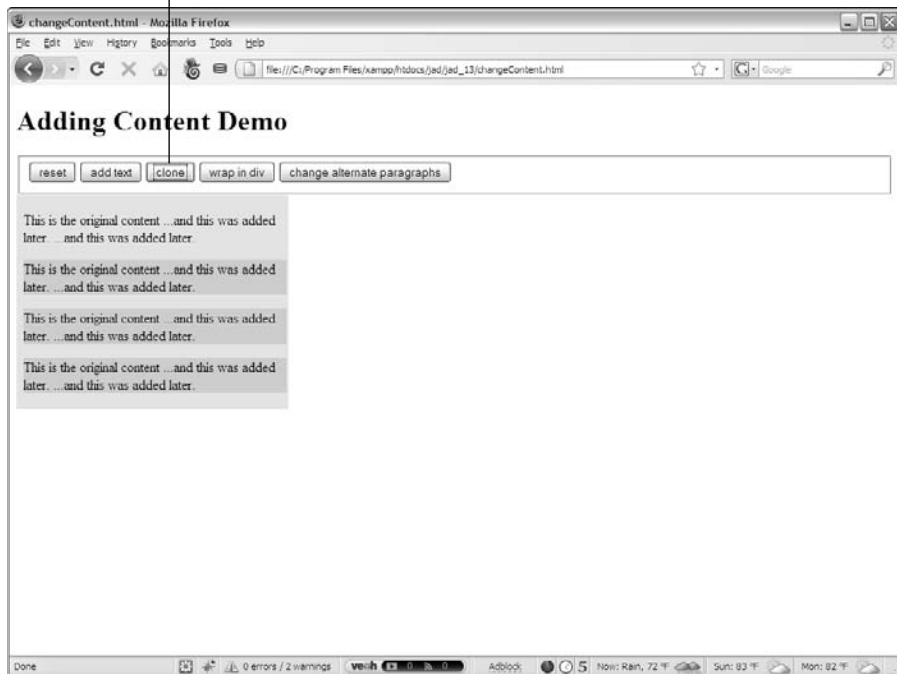 changeContent.html - Mozilla Firefox
File Edit View History Bookmarks Tools Help
file:///C:/Program Files/xampp/htdocs/jad/jad_13/changeContent.html
Google
Adding Content Demo
reset add text clone wrap in div change alternate paragraphs
This is the original content ...and this was added
later. ...and this was added later.
This is the original content ...and this was added
later. ...and this was added later.
This is the original content ...and this was added
later. ...and this was added later.
This is the original content ...and this was added
later. ...and this was added later.
Done 0 errors / 2 warnings veoh 0 0 Adblock 5 Now: Rain, 72 °F Sun: 83 °F Mon: 82 °F